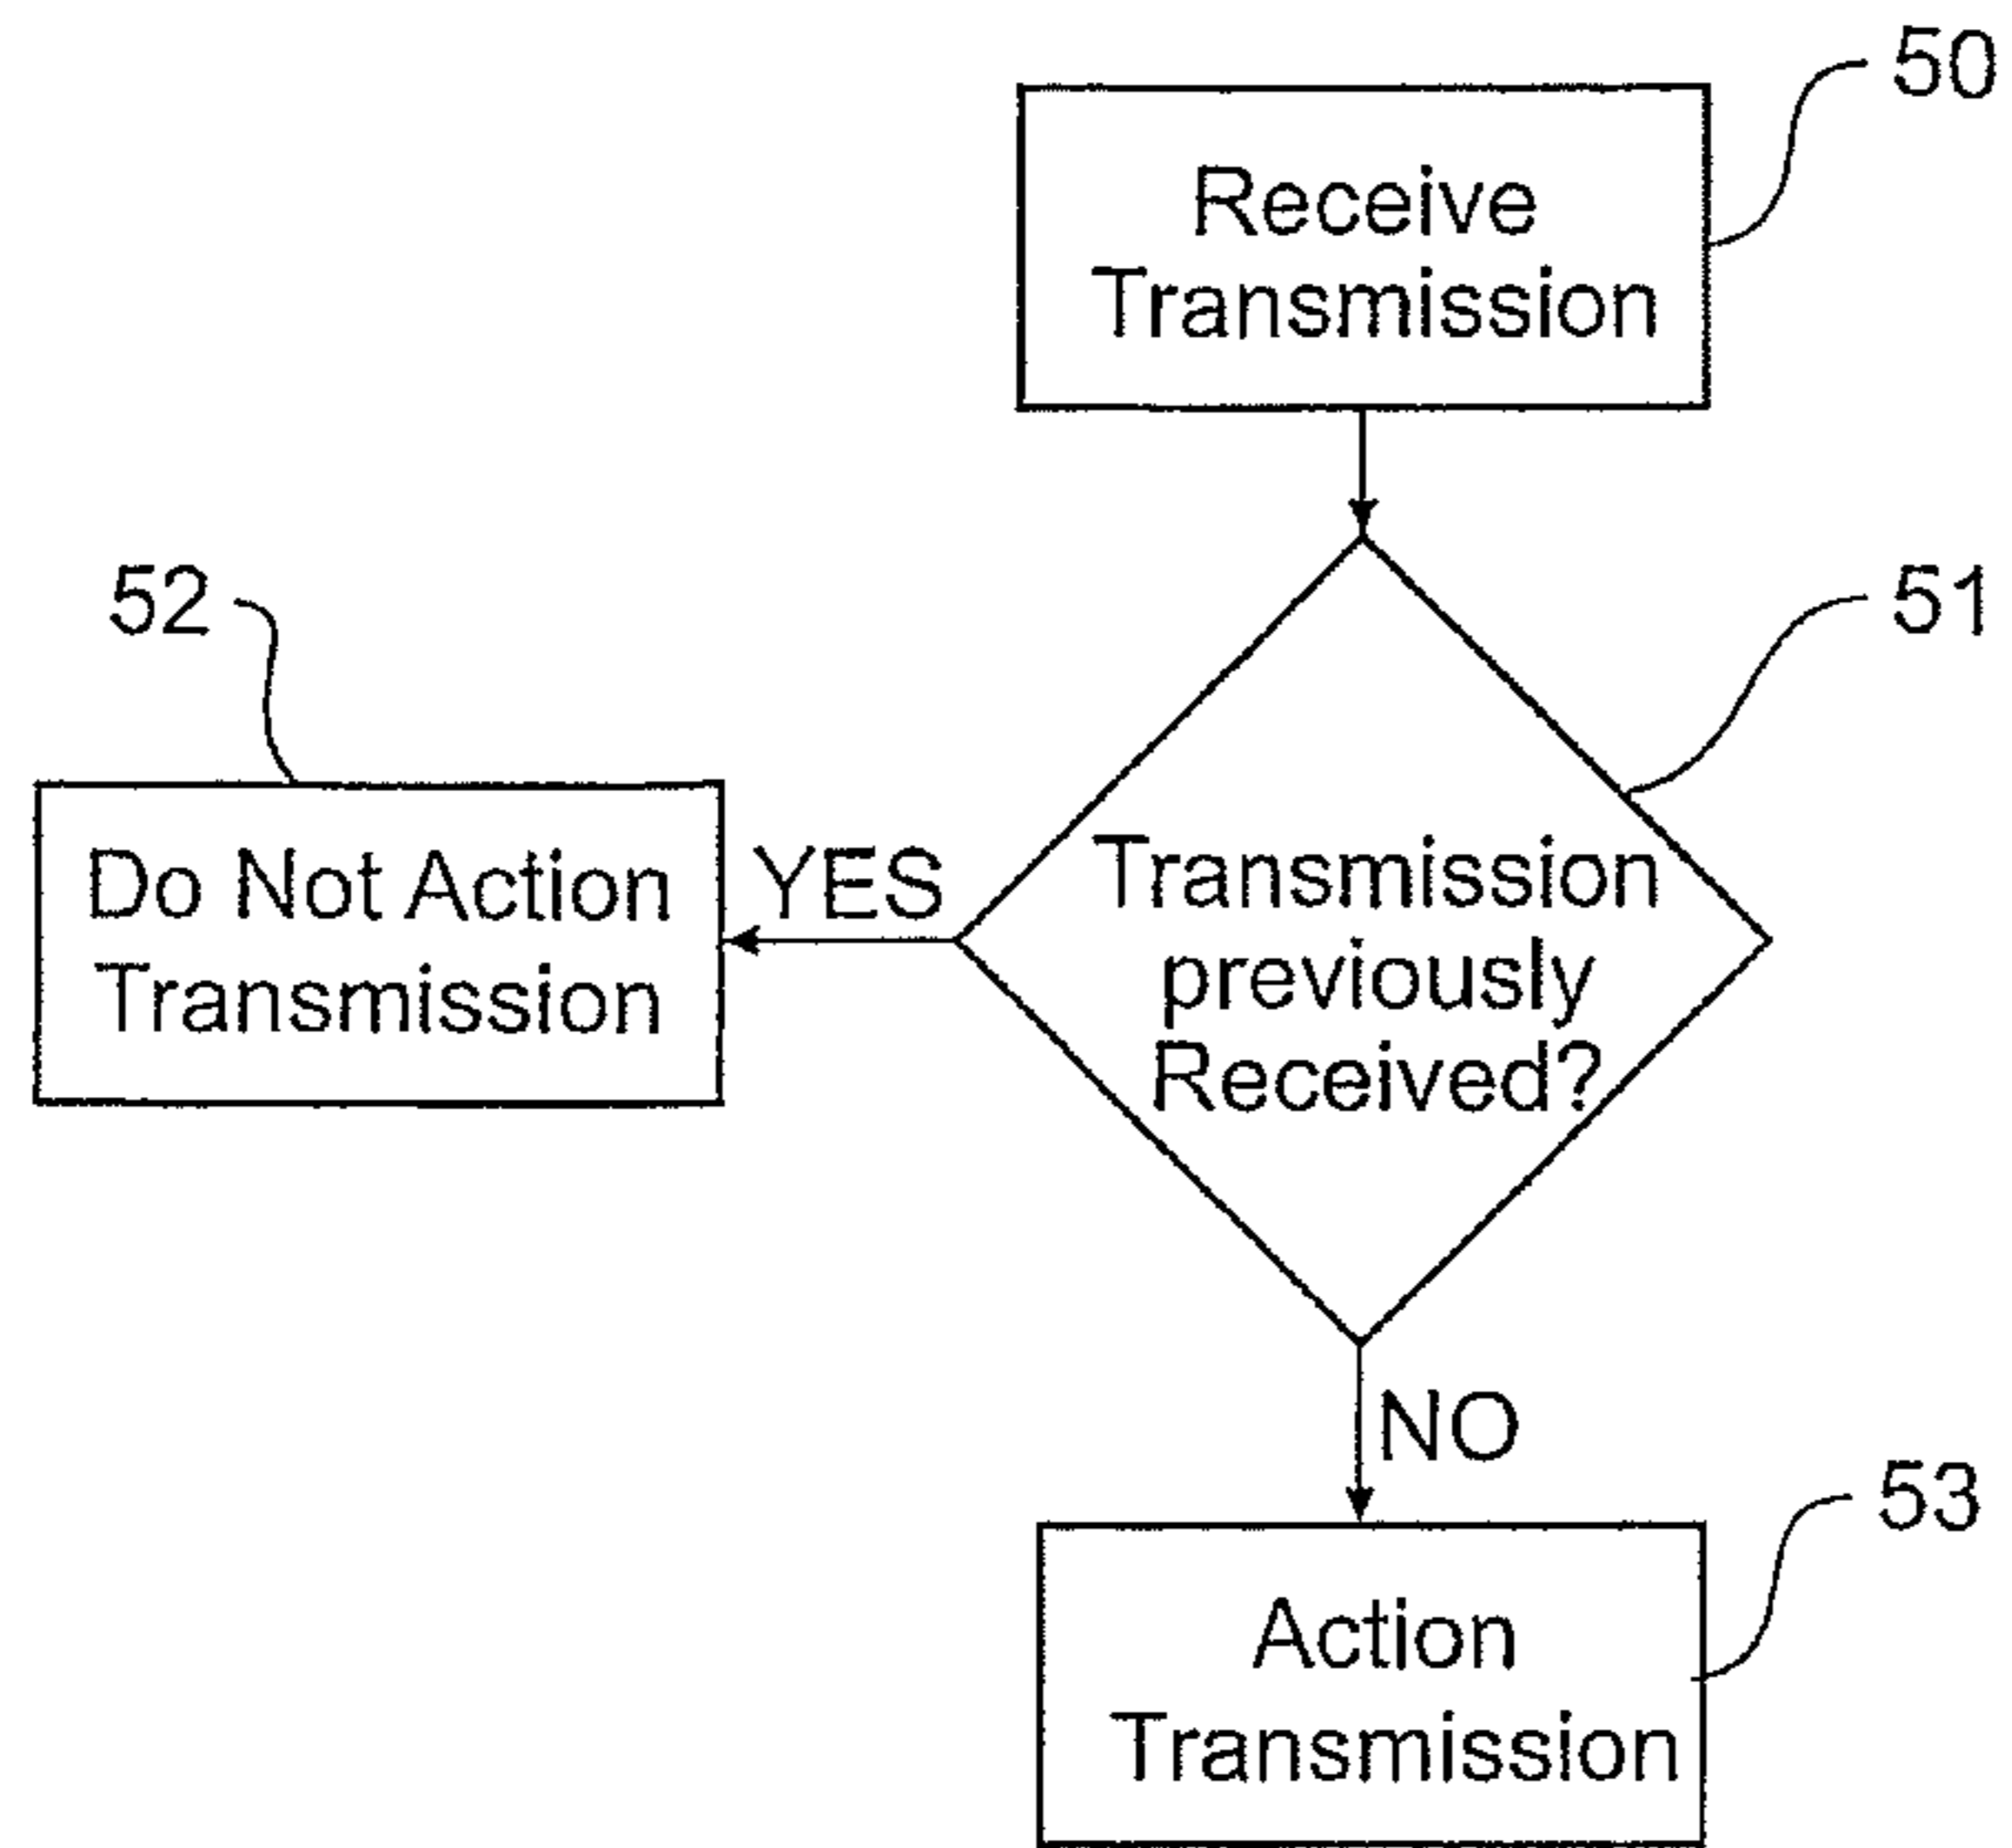 50
Receive
Transmission
52
51
Do Not Action
Transmission
YES
Transmission
previously
Received?
NO
53
Action
Transmission